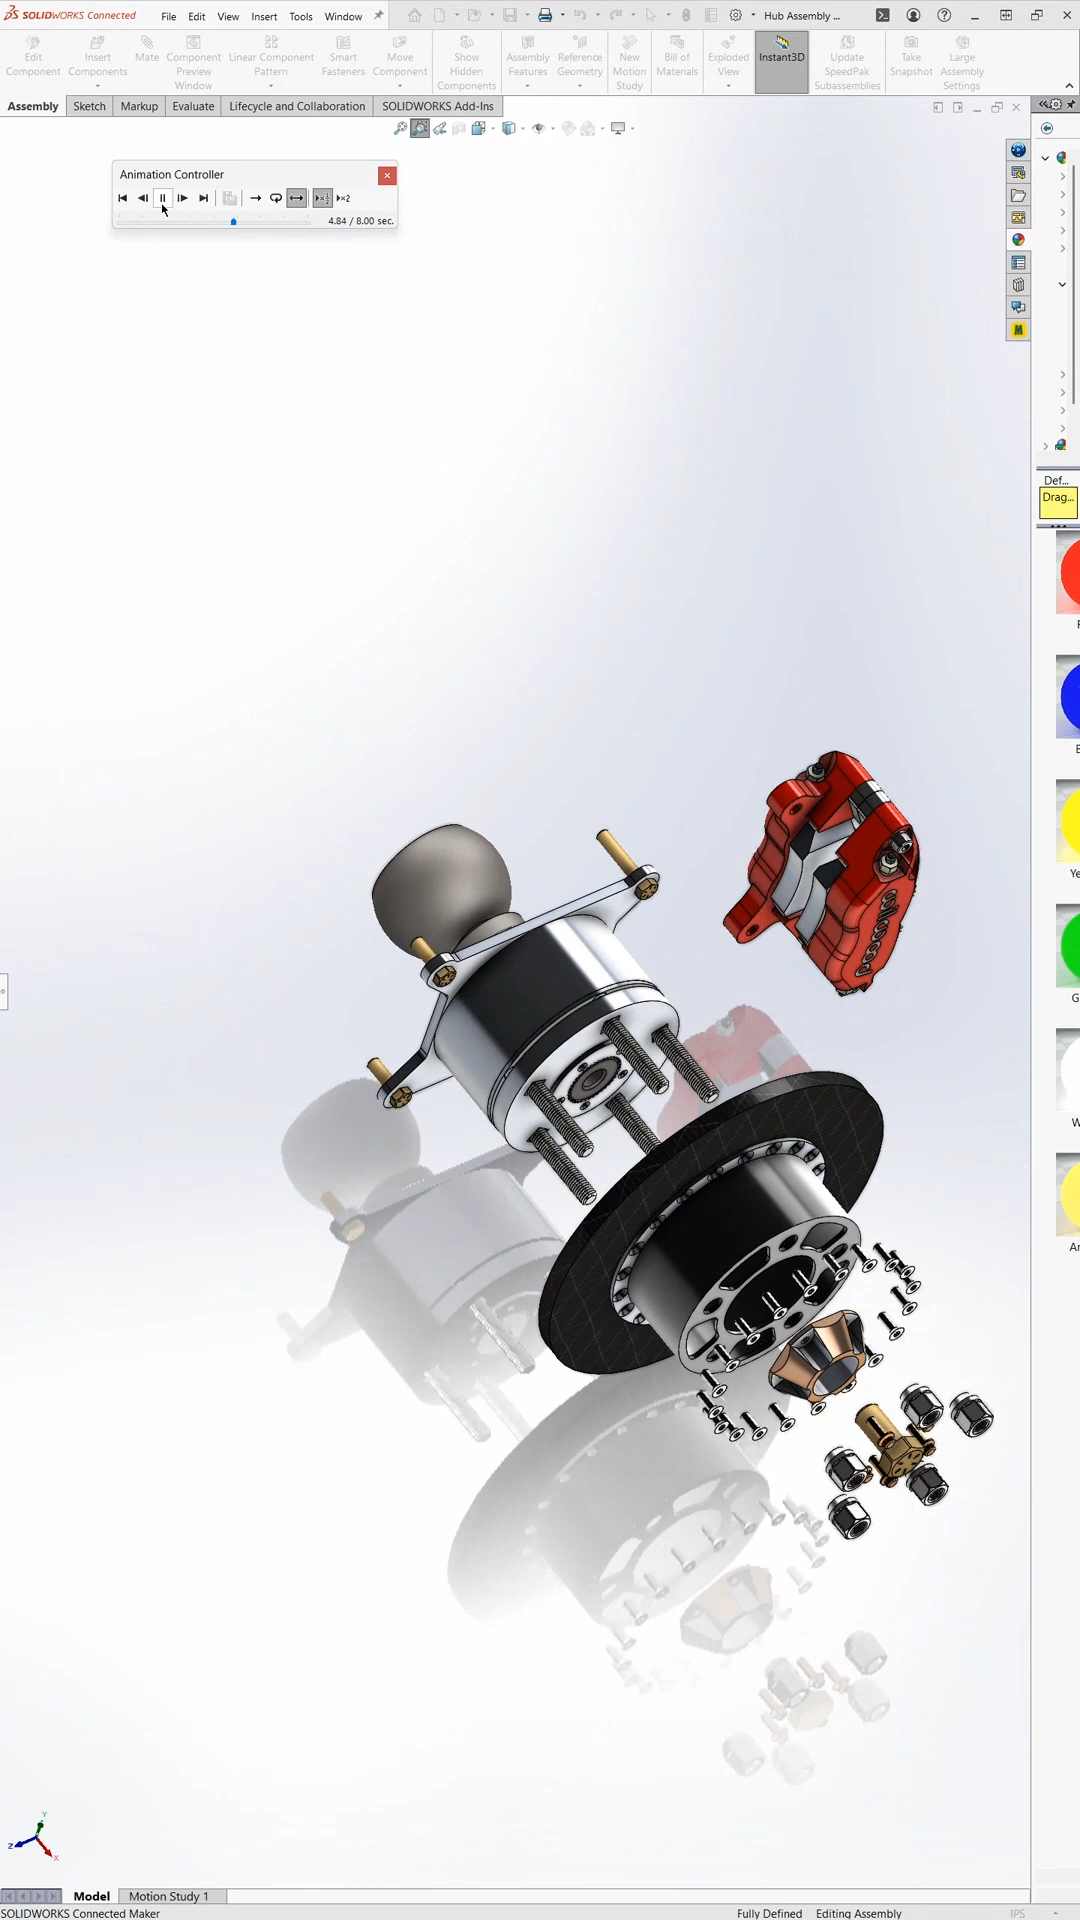 SOLIDWORKS Connected
File Edit View Insert Tools Window
Hub Assembly ...
Edit Component
Insert Components
Mate
Component Preview Window
Linear Component Pattern
Smart Fasteners
Move Component
Show Hidden Components
Assembly Features
Reference Geometry
New Motion Study
Bill of Materials
Exploded View
Instant3D
Update SpeedPak Subassemblies
Take Snapshot
Large Assembly Settings
Assembly Sketch Markup Evaluate Lifecycle and Collaboration SOLIDWORKS Add-Ins
Animation Controller
4.84 / 8.00 sec.
Def...
Drag...
Ye
G
W
Z Y X
Model Motion Study 1
SOLIDWORKS Connected Maker
Fully Defined Editing Assembly IPS